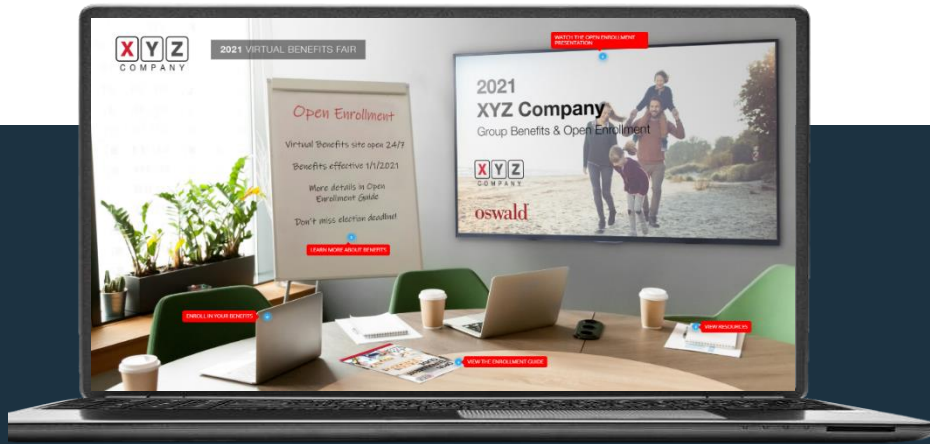 XYZ
COMPANY
2021 VIRTUAL BENEFITS FAIR
WATCH THE OPEN ENROLLMENT
PRESENTATION
2021
XYZ Company
Group Benefits & Open Enrollment
XYZ
COMPANY
oswald
Open Enrollment
Virtual Benefits site open 24/7
Benefits effective 1/1/2021
More details in Open
Enrollment Guide
Don't miss election deadline!
LEARN MORE ABOUT BENEFITS
ENROLL IN YOUR BENEFITS
VIEW RESOURCES
VIEW THE ENROLLMENT GUIDE